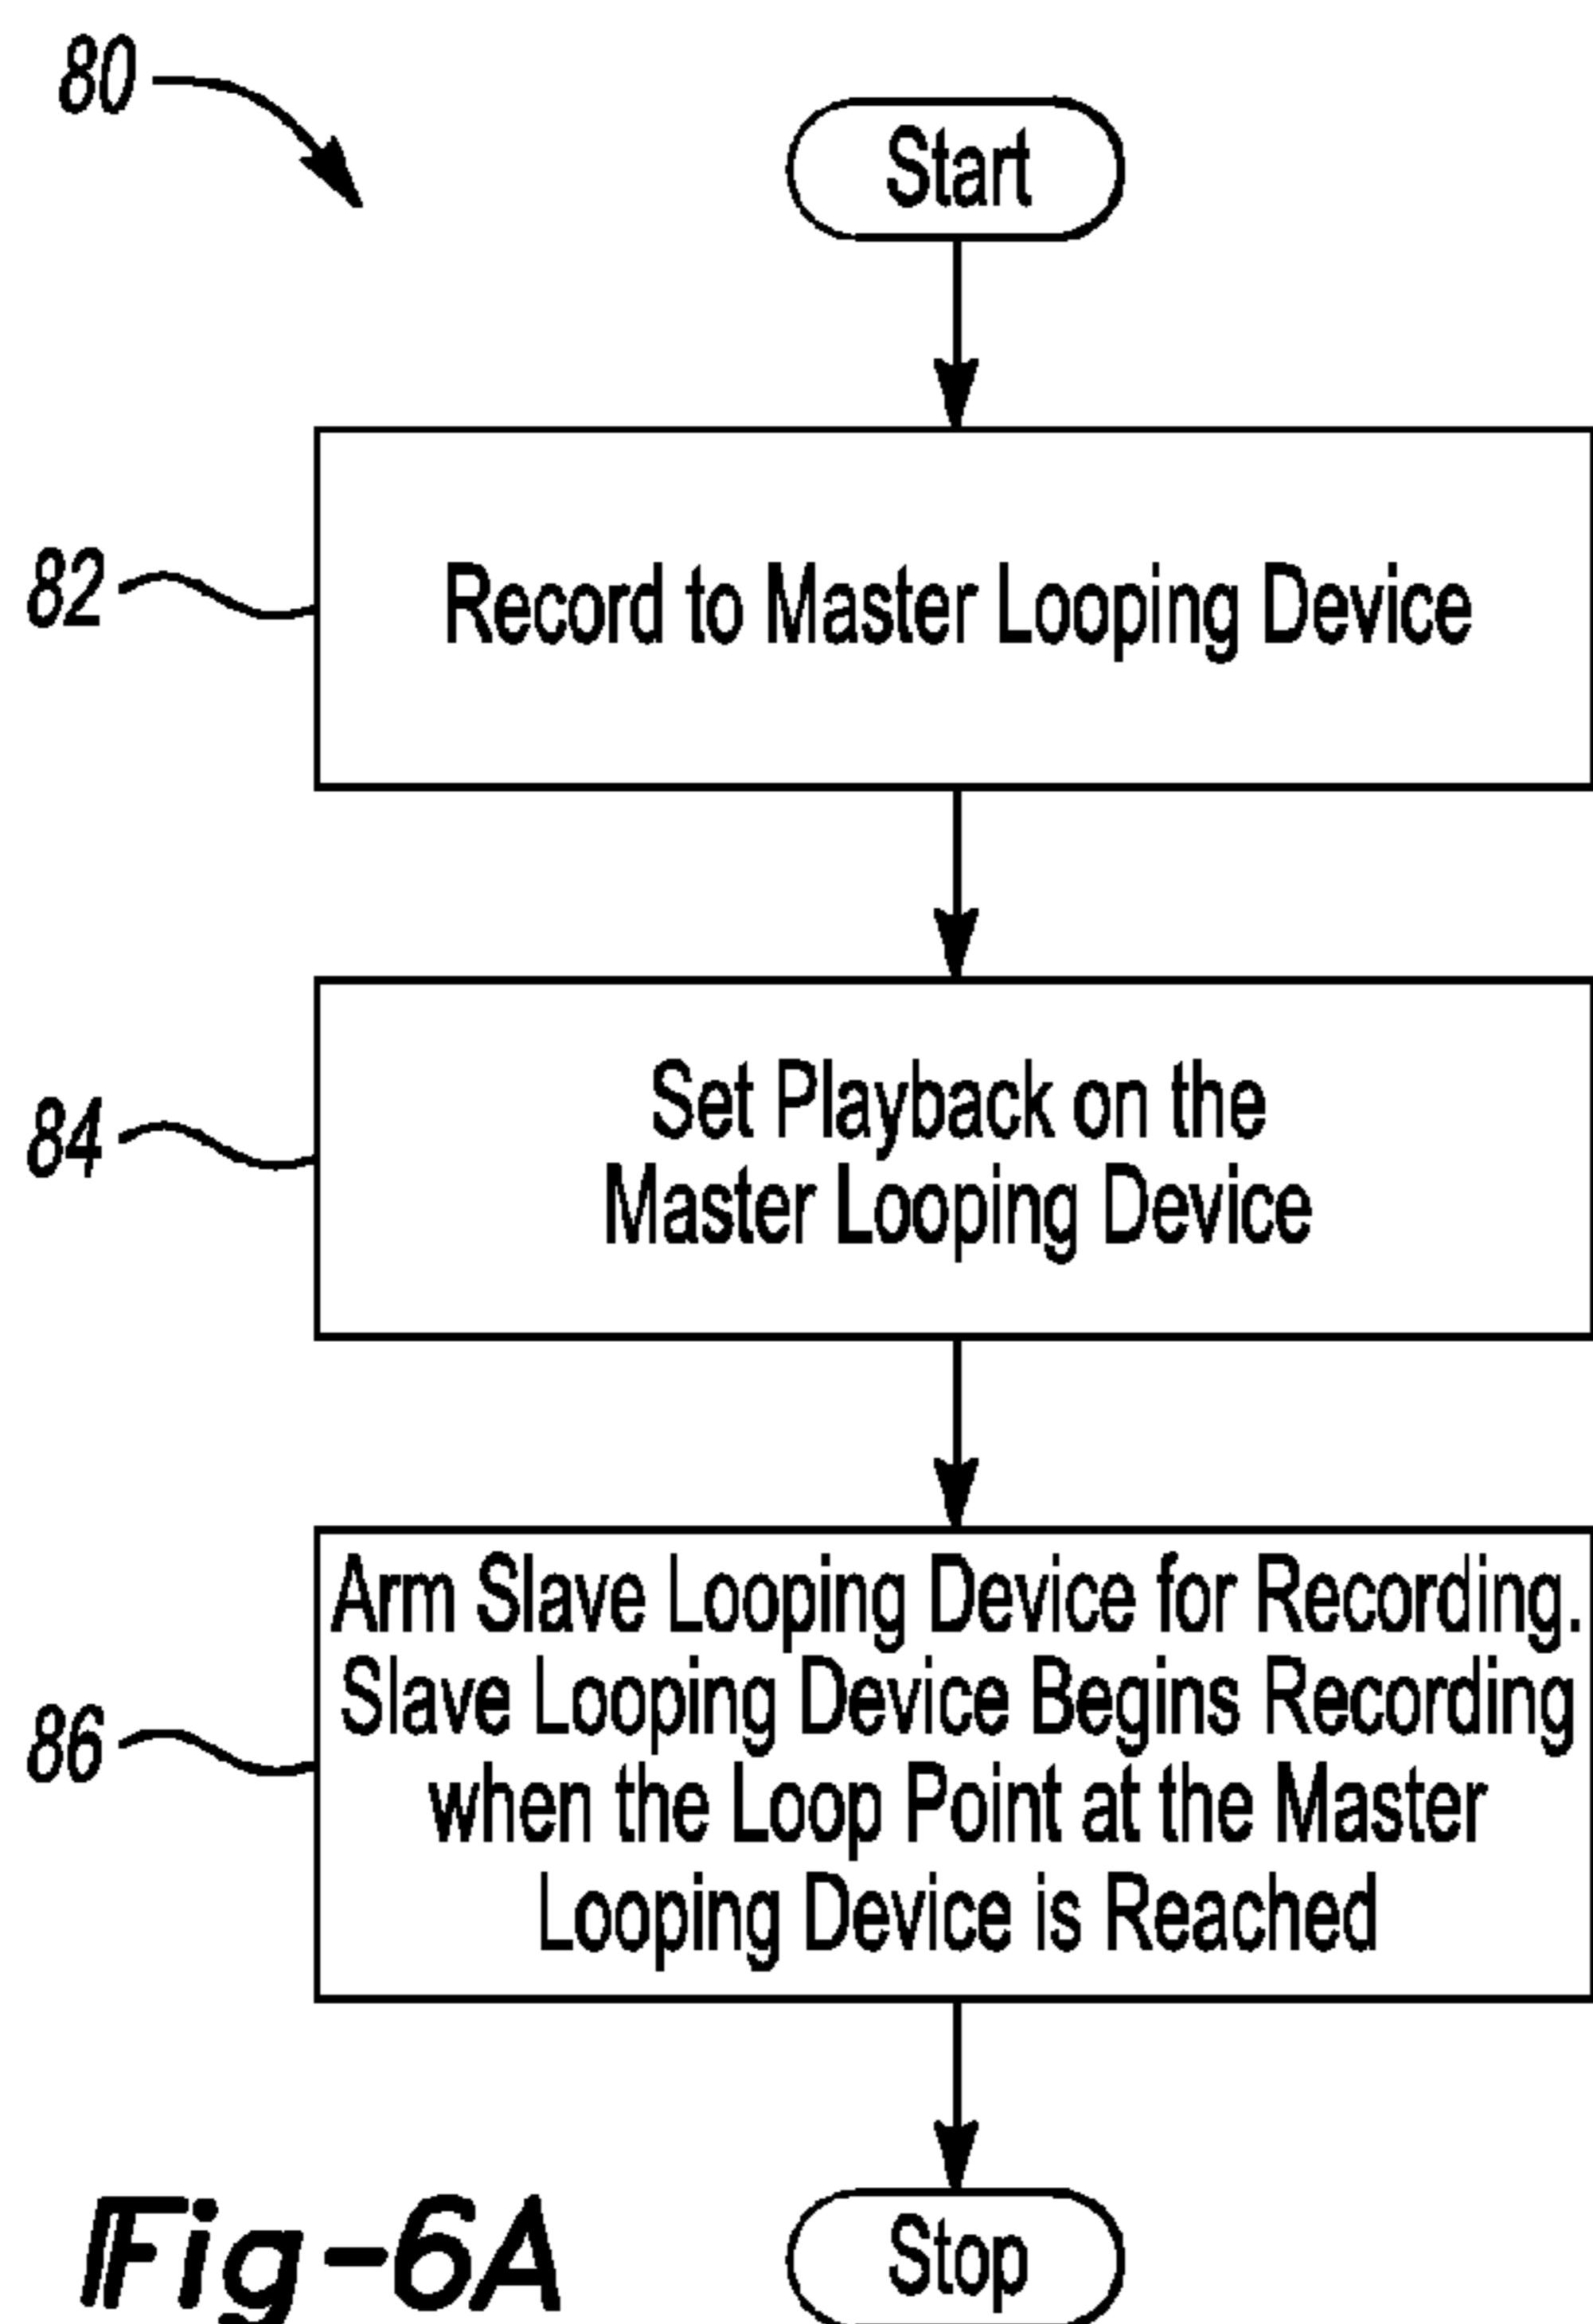 80
Start
82
Record to Master Looping Device
84
Set Playback on the
Master Looping Device
86
Arm Slave Looping Device for Recording.
Slave Looping Device Begins Recording
when the Loop Point at the Master
Looping Device is Reached
Stop
Fig-6A